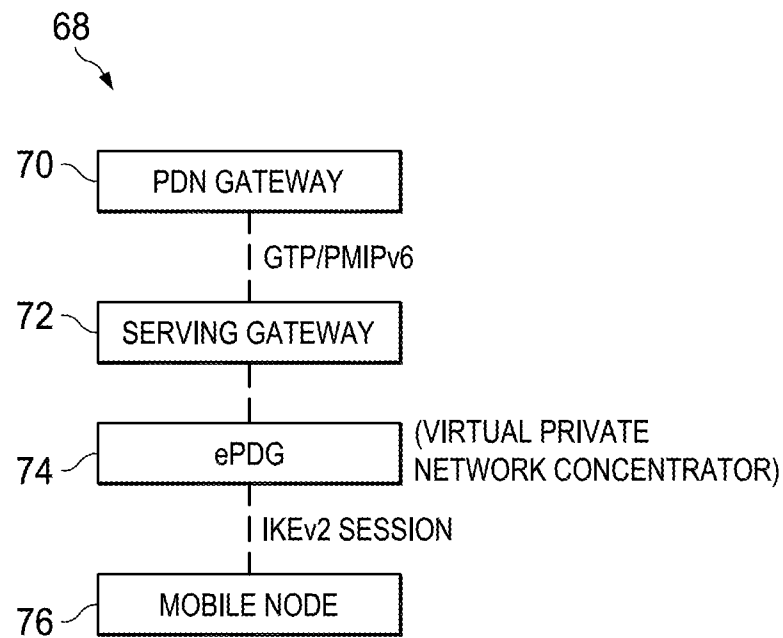 68
70
PDN GATEWAY
GTP/PMIPv6
72
SERVING GATEWAY
74
ePDG
(VIRTUAL PRIVATE
NETWORK CONCENTRATOR)
IKEv2 SESSION
76
MOBILE NODE